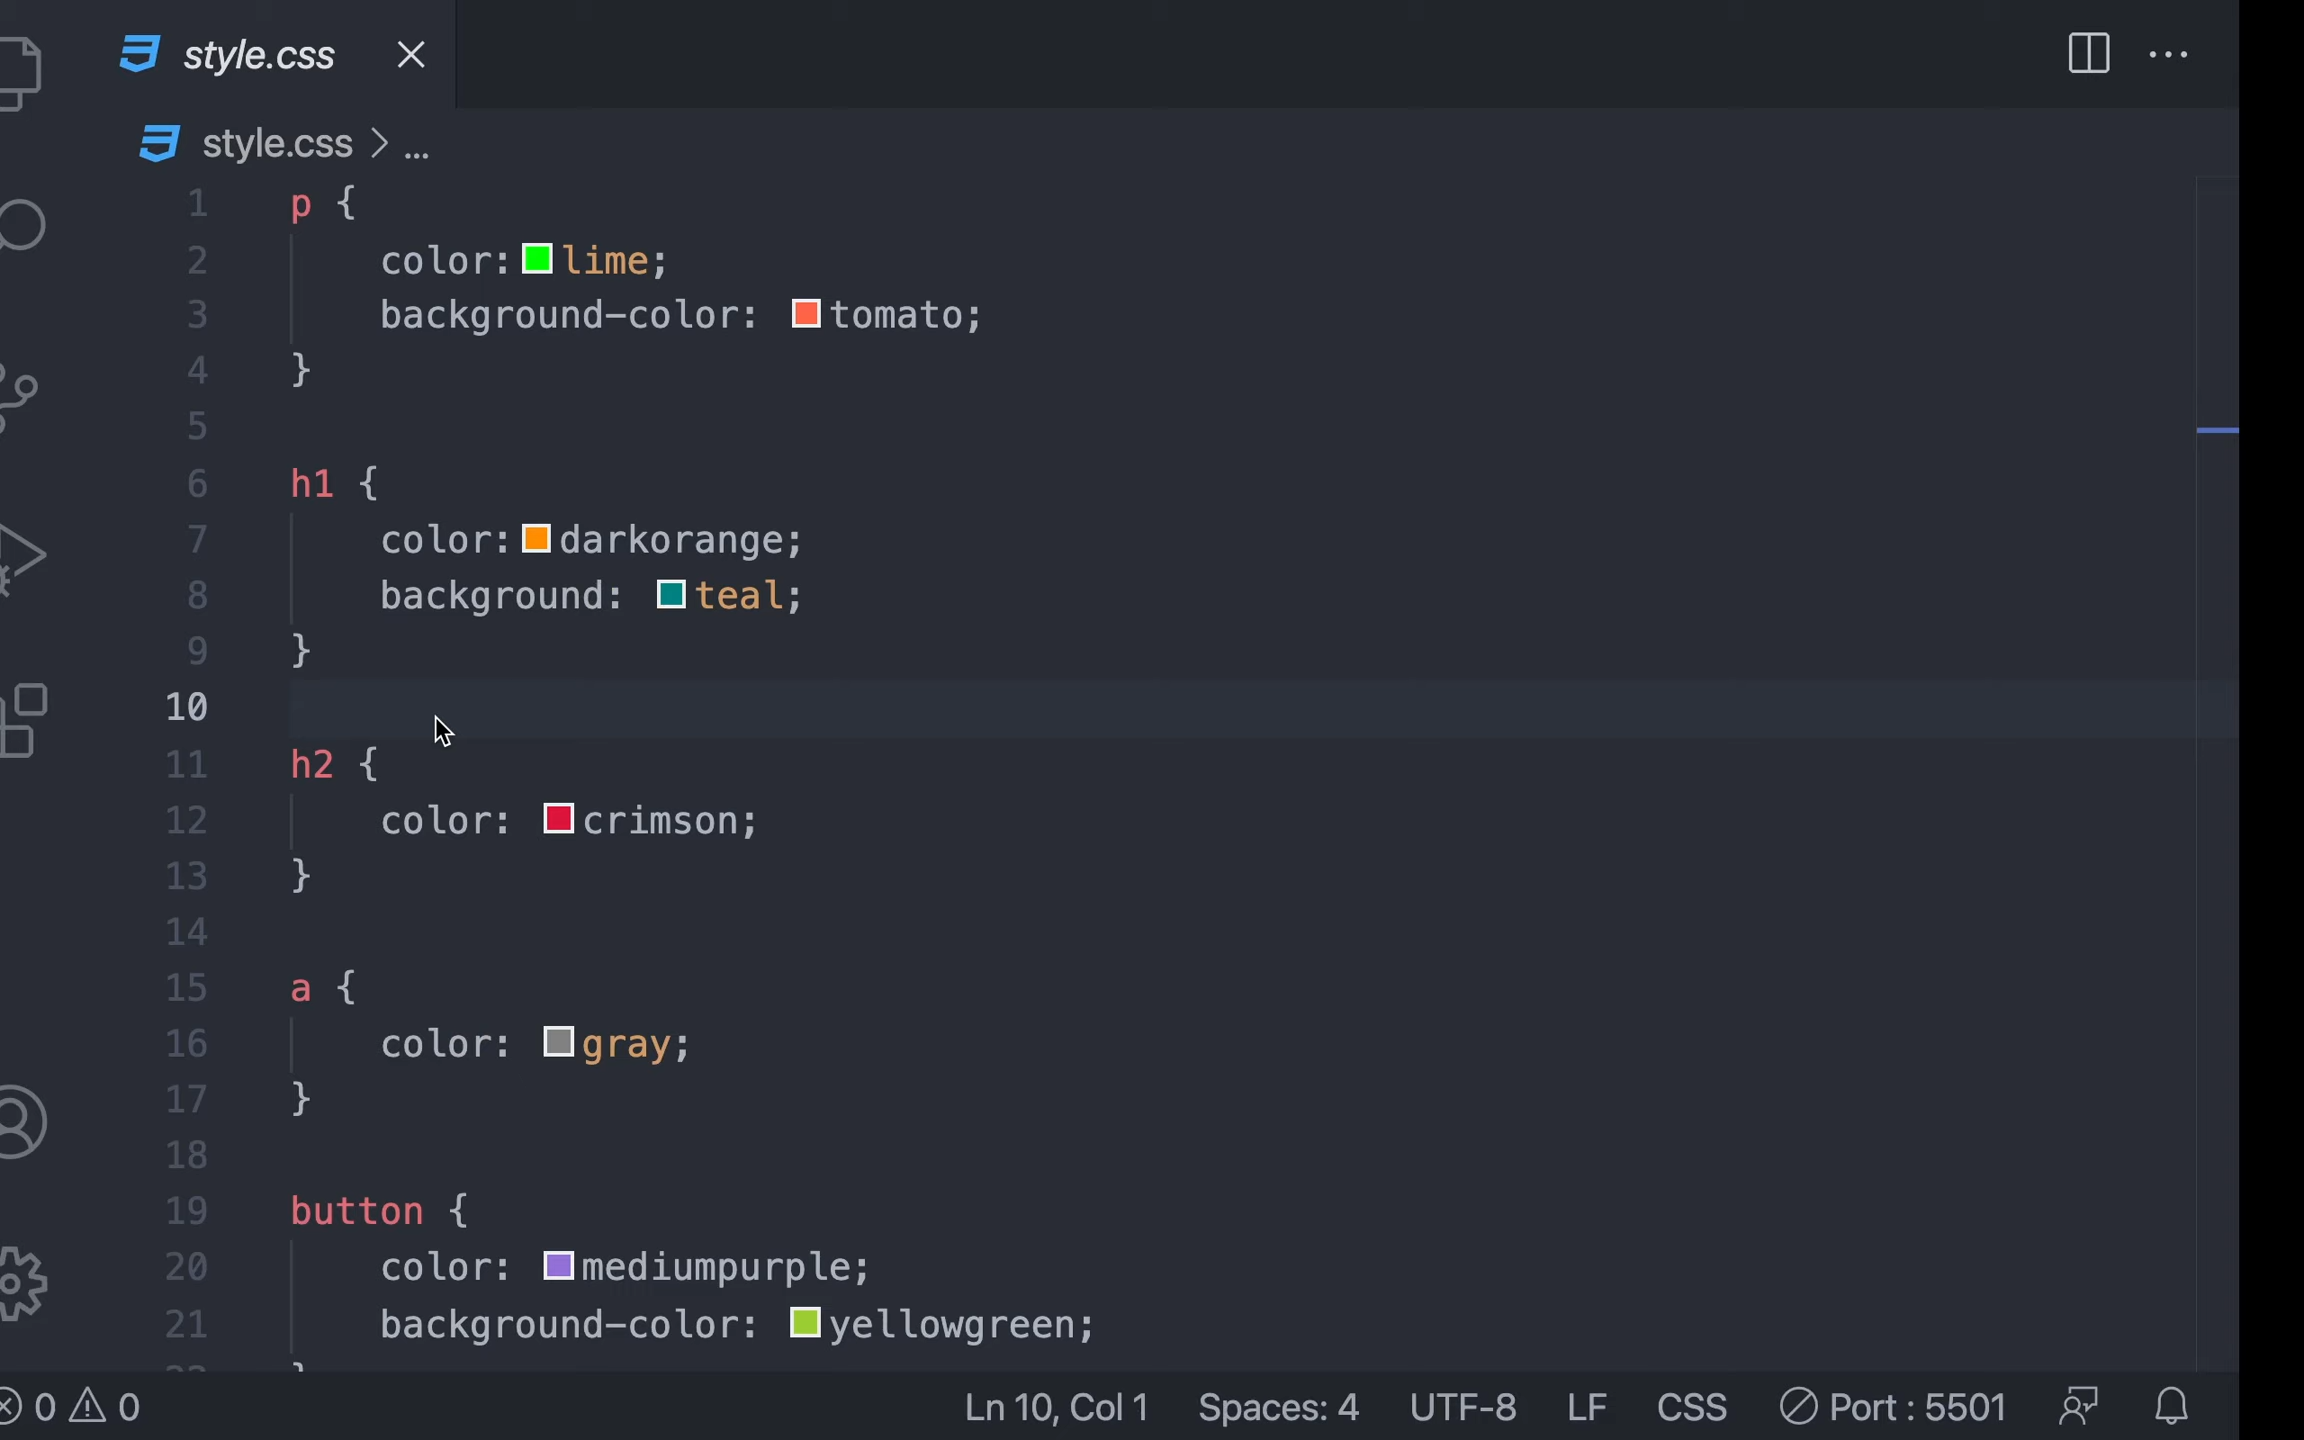 style.css
style.css > ...
1 p {
2 color: lime;
3 background-color: tomato;
4 }
5
6 h1 {
7 color: darkorange;
8 background: teal;
9 }
10
11 h2 {
12 color: crimson;
13 }
14
15 a {
16 color: gray;
17 }
18
19 button {
20 color: mediumpurple;
21 background-color: yellowgreen;
22 }
0 0 Ln 10, Col 1 Spaces: 4 UTF-8 LF CSS Port : 5501